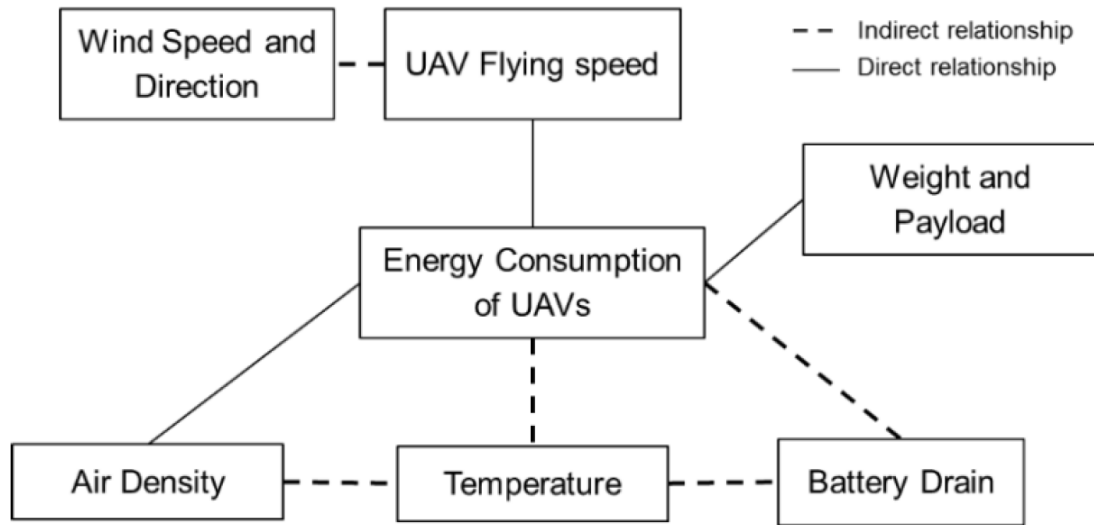 Wind Speed and
Direction
UAV Flying speed
Indirect relationship
Direct relationship
Weight and
Payload
Energy Consumption
of UAVs
Air Density
Temperature
Battery Drain